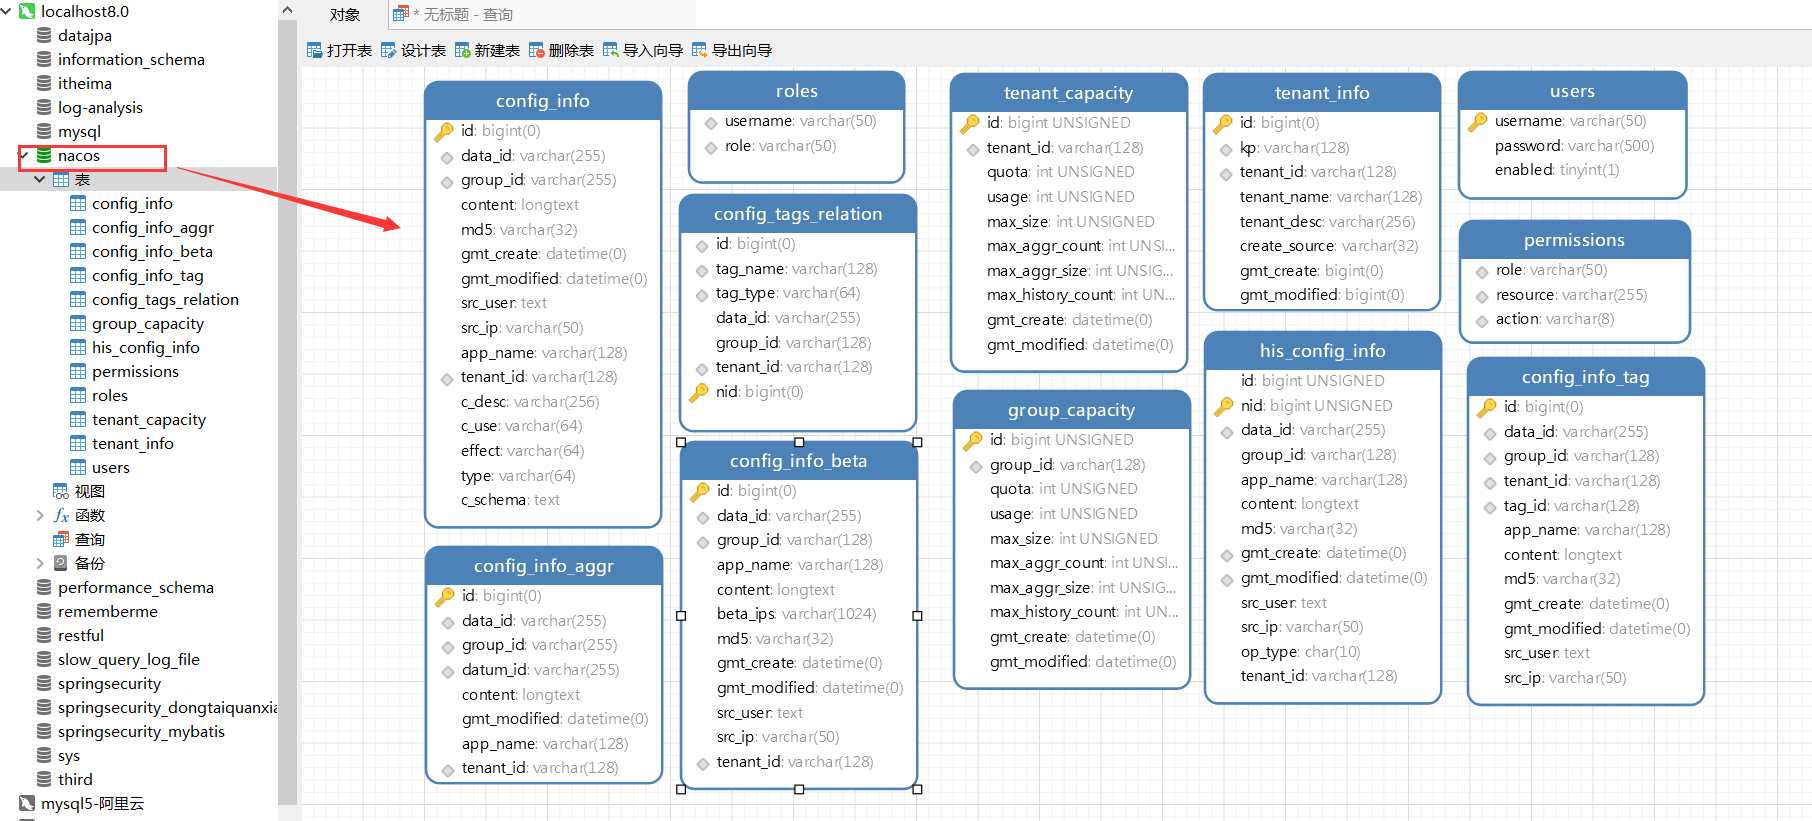 localhost8.0
datajpa
information_schema
itheima
log-analysis
mysql
nacos
表
config_info
config_info_aggr
config_info_beta
config_info_tag
config_tags_relation
group_capacity
his_config_info
permissions
roles
tenant_capacity
tenant_info
users
视图
fx 函数
查询
备份
performance_schema
rememberme
restful
slow_query_log_file
springsecurity
springsecurity_dongtaiquanxia
springsecurity_mybatis
sys
third
mysql5-阿里云
对象
* 无标题 - 查询
打开表 设计表 新建表 删除表 导入向导 导出向导
config_info
id: bigint(0)
data_id: varchar(255)
group_id: varchar(255)
content: longtext
md5: varchar(32)
gmt_create: datetime(0)
gmt_modified: datetime(0)
src_user: text
src_ip: varchar(50)
app_name: varchar(128)
tenant_id: varchar(128)
c_desc: varchar(256)
c_use: varchar(64)
effect: varchar(64)
type: varchar(64)
c_schema: text
config_info_aggr
id: bigint(0)
data_id: varchar(255)
group_id: varchar(255)
datum_id: varchar(255)
content: longtext
gmt_modified: datetime(0)
app_name: varchar(128)
tenant_id: varchar(128)
roles
username: varchar(50)
role: varchar(50)
config_tags_relation
id: bigint(0)
tag_name: varchar(128)
tag_type: varchar(64)
data_id: varchar(255)
group_id: varchar(128)
tenant_id: varchar(128)
nid: bigint(0)
config_info_beta
id: bigint(0)
data_id: varchar(255)
group_id: varchar(128)
app_name: varchar(128)
content: longtext
beta_ips: varchar(1024)
md5: varchar(32)
gmt_create: datetime(0)
gmt_modified: datetime(0)
src_user: text
src_ip: varchar(50)
tenant_id: varchar(128)
tenant_capacity
id: bigint UNSIGNED
tenant_id: varchar(128)
quota: int UNSIGNED
usage: int UNSIGNED
max_size: int UNSIGNED
max_aggr_count: int UNSI...
max_aggr_size: int UNSIG...
max_history_count: int UN...
gmt_create: datetime(0)
gmt_modified: datetime(0)
group_capacity
id: bigint UNSIGNED
group_id: varchar(128)
quota: int UNSIGNED
usage: int UNSIGNED
max_size: int UNSIGNED
max_aggr_count: int UNSI...
max_aggr_size: int UNSIG...
max_history_count: int UN...
gmt_create: datetime(0)
gmt_modified: datetime(0)
tenant_info
id: bigint(0)
kp: varchar(128)
tenant_id: varchar(128)
tenant_name: varchar(128)
tenant_desc: varchar(256)
create_source: varchar(32)
gmt_create: bigint(0)
gmt_modified: bigint(0)
his_config_info
id: bigint UNSIGNED
nid: bigint UNSIGNED
data_id: varchar(255)
group_id: varchar(128)
app_name: varchar(128)
content: longtext
md5: varchar(32)
gmt_create: datetime(0)
gmt_modified: datetime(0)
src_user: text
src_ip: varchar(50)
op_type: char(10)
tenant_id: varchar(128)
users
username: varchar(50)
password: varchar(500)
enabled: tinyint(1)
permissions
role: varchar(50)
resource: varchar(255)
action: varchar(8)
config_info_tag
id: bigint(0)
data_id: varchar(255)
group_id: varchar(128)
tenant_id: varchar(128)
tag_id: varchar(128)
app_name: varchar(128)
content: longtext
md5: varchar(32)
gmt_create: datetime(0)
gmt_modified: datetime(0)
src_user: text
src_ip: varchar(50)